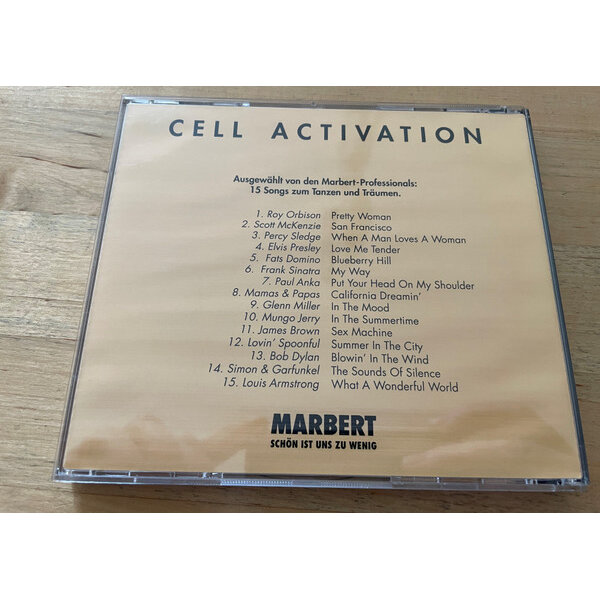 CELL ACTIVATION
Ausgewählt von den Marbert-Professionals:
15 Songs zum Tanzen und Träumen.
1. Roy Orbison Pretty Woman
2. Scott McKenzie San Francisco
3. Percy Sledge When A Man Loves A Woman
4. Elvis Presley Love Me Tender
5. Fats Domino Blueberry Hill
6. Frank Sinatra My Way
7. Paul Anka Put Your Head On My Shoulder
8. Mamas & Papas California Dreamin'
9. Glenn Miller In The Mood
10. Mungo Jerry In The Summertime
11. James Brown Sex Machine
12. Lovin' Spoonful Summer In The City
13. Bob Dylan Blowin' In The Wind
14. Simon & Garfunkel The Sounds Of Silence
15. Louis Armstrong What A Wonderful World
MARBERT
SCHÖN IST UNS ZU WENIG